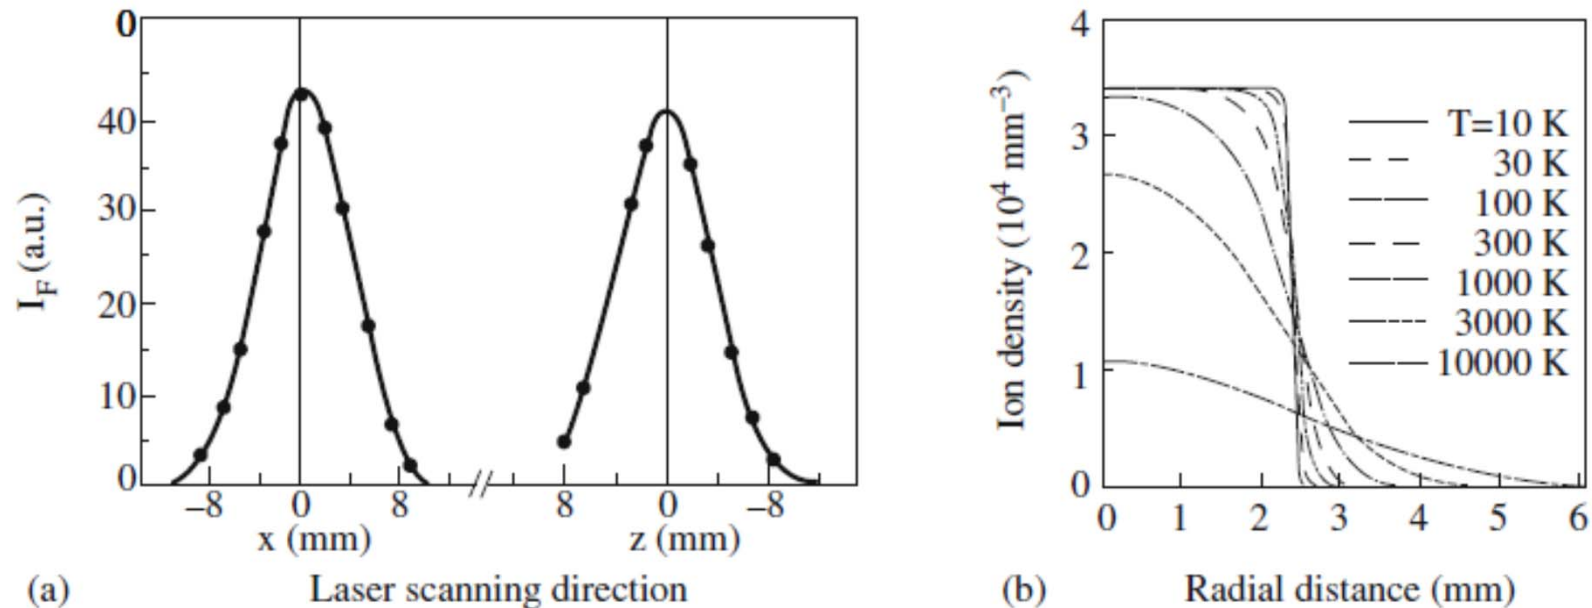 0
40
30
20
10
0
I_F (a.u.)
−8 0 8
x (mm)
8 0 −8
z (mm)
(a) Laser scanning direction
4
3
2
1
0
Ion density (10⁴ mm⁻³)
T=10 K
30 K
100 K
300 K
1000 K
3000 K
10000 K
0 1 2 3 4 5 6
(b) Radial distance (mm)